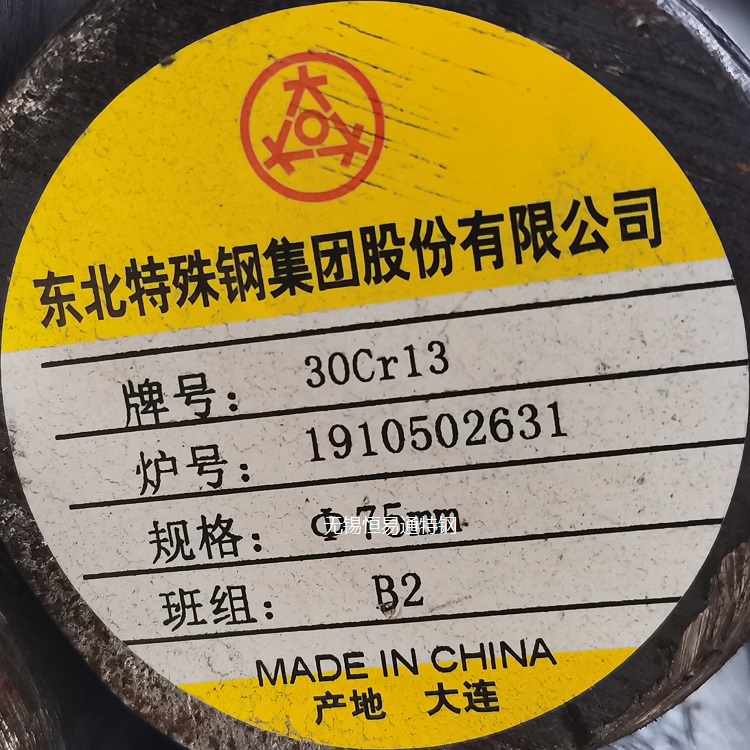 东北特殊钢集团股份有限公司
牌号： 30Cr13
炉号： 1910502631
规格： Φ75mm
无锡恒易通特钢
班组： B2
MADE IN CHINA
产地 大连